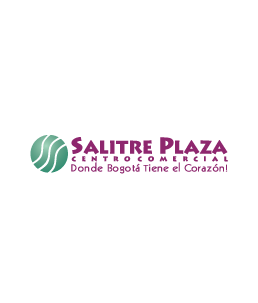 SALITRE PLAZA
CENTRO COMERCIAL
Donde Bogotá Tiene el Corazón!